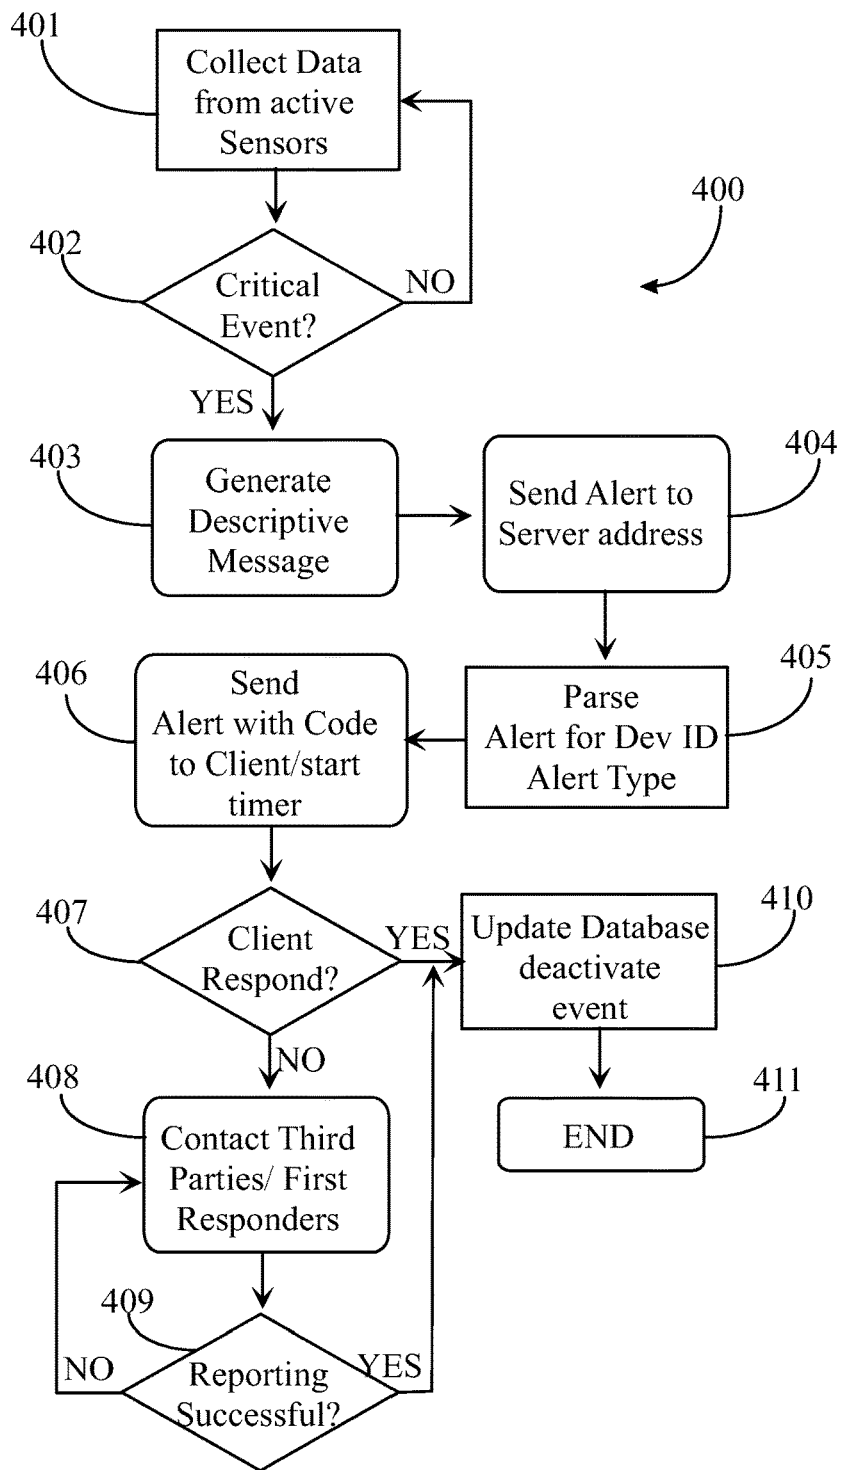 401
Collect Data
from active
Sensors
400
402
Critical
Event?
NO
YES
403
Generate
Descriptive
Message
404
Send Alert to
Server address
406
Send
Alert with Code
to Client/start
timer
405
Parse
Alert for Dev ID
Alert Type
407
Client
Respond?
YES
410
Update Database
deactivate
event
NO
408
Contact Third
Parties/ First
Responders
411
END
409
NO
Reporting
Successful?
YES